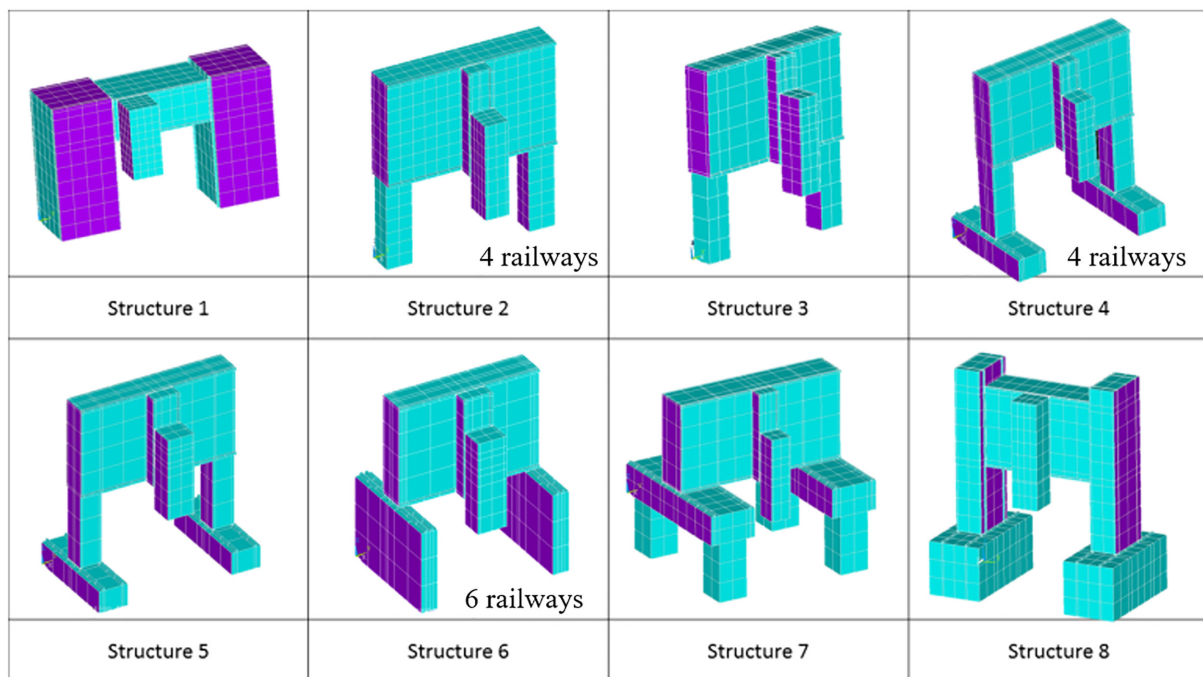 4 railways
4 railways
Structure 1
Structure 2
Structure 3
Structure 4
6 railways
Structure 5
Structure 6
Structure 7
Structure 8